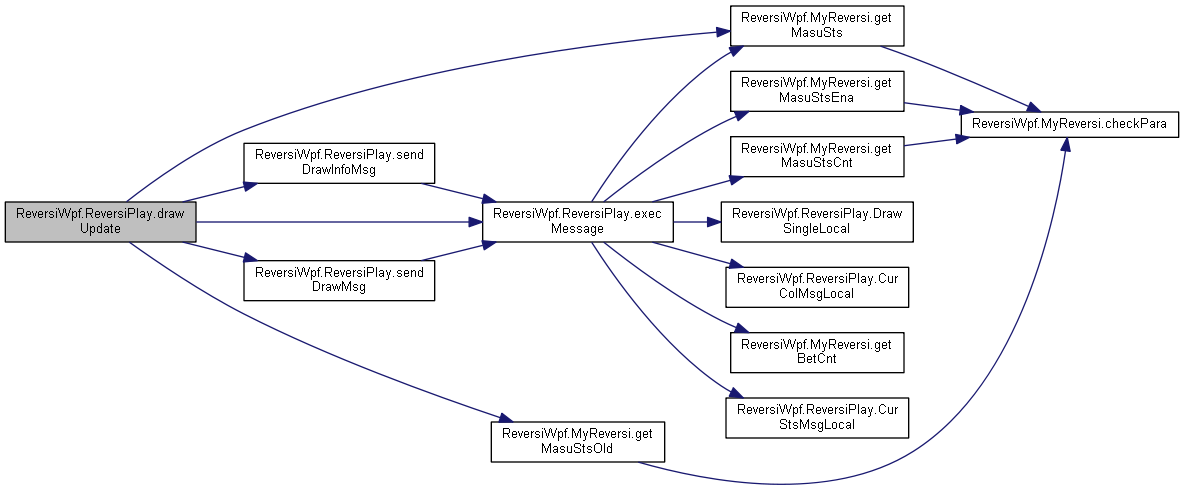 ReversiWpf.ReversiPlay.draw
Update
ReversiWpf.ReversiPlay.send
DrawInfoMsg
ReversiWpf.ReversiPlay.send
DrawMsg
ReversiWpf.ReversiPlay.exec
Message
ReversiWpf.MyReversi.get
MasuStsOld
ReversiWpf.MyReversi.get
MasuSts
ReversiWpf.MyReversi.get
MasuStsEna
ReversiWpf.MyReversi.get
MasuStsCnt
ReversiWpf.ReversiPlay.Draw
SingleLocal
ReversiWpf.ReversiPlay.Cur
ColMsgLocal
ReversiWpf.MyReversi.get
BetCnt
ReversiWpf.ReversiPlay.Cur
StsMsgLocal
ReversiWpf.MyReversi.checkPara